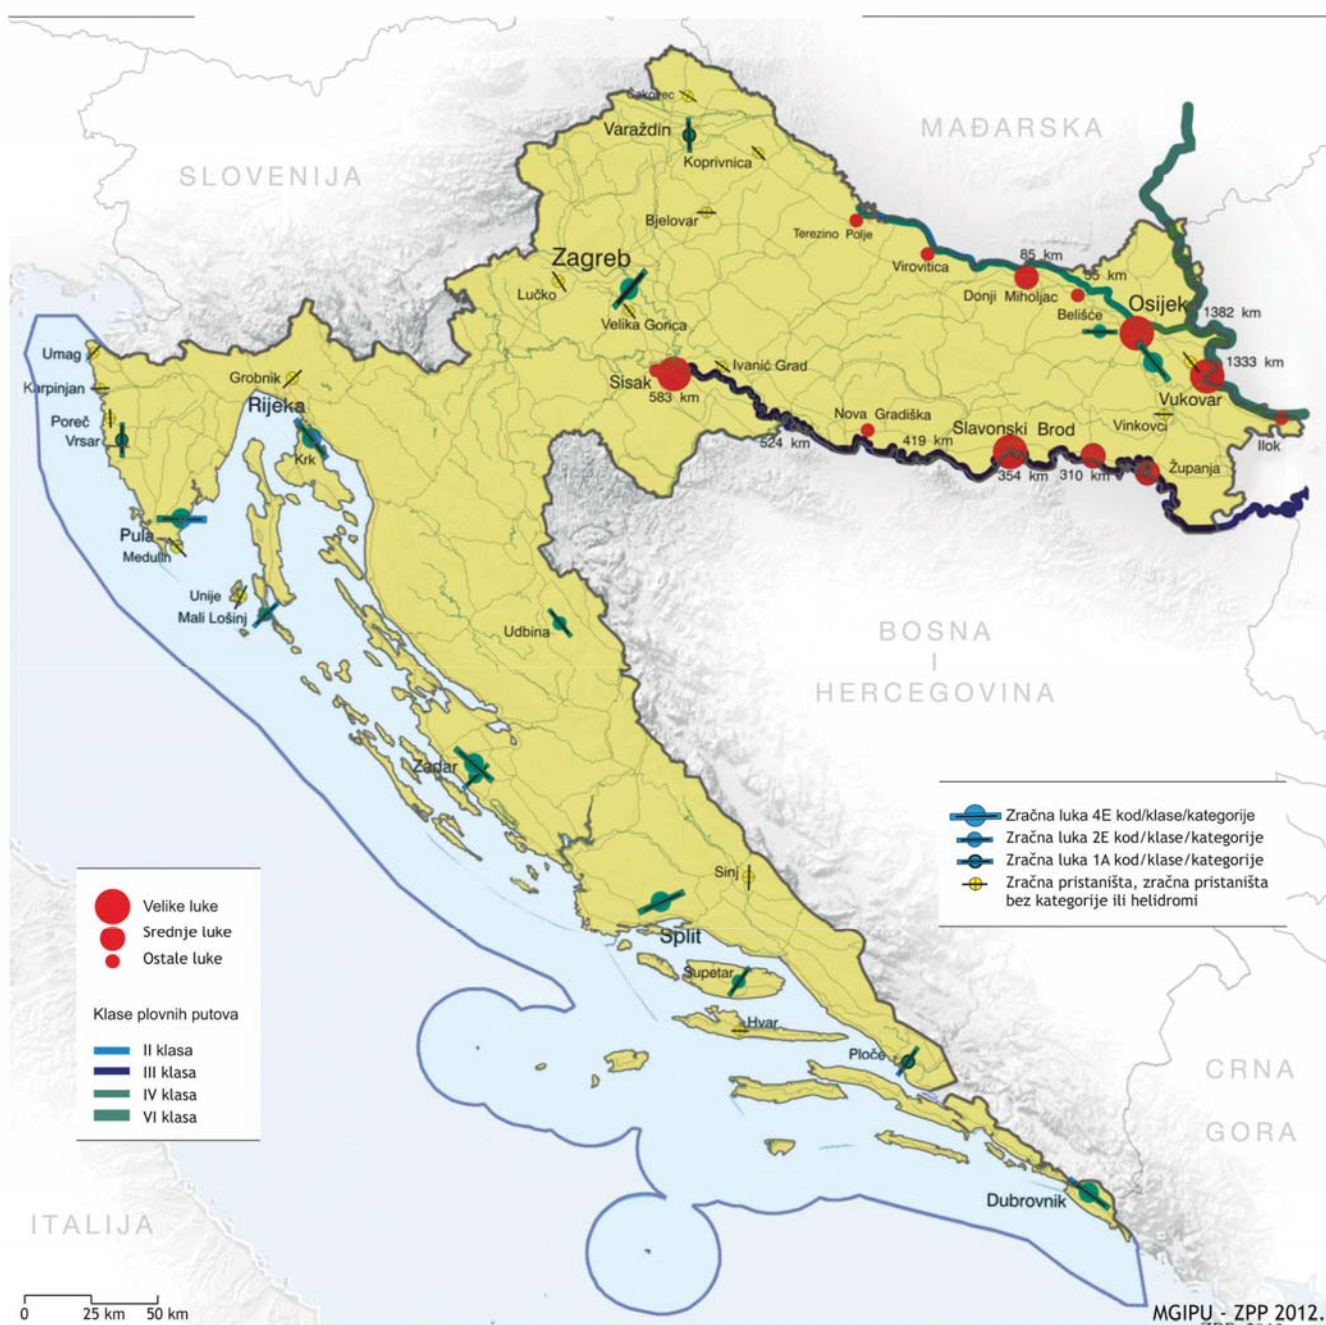 Čakovec
Varaždin
MAĐARSKA
Koprivnica
SLOVENIJA
Bjelovar
Terezino Polje
Zagreb
Virovitica
85 km
55 km
Lučko
Donji Miholjac
Osijek
Belišće
1382 km
Velika Gorica
Umag
Ivanić Grad
1333 km
Grobnik
Sisak
Karpinjan
583 km
Vukovar
Rijeka
Nova Gradiška
Poreč
Slavonski Brod
Vinkovci
Vrsar
524 km
419 km
Ilok
Krk
354 km
310 km
Županja
Pula
Medulin
Unije
Mali Lošinj
Udbina
BOSNA
I
HERCEGOVINA
Zadar
Zračna luka 4E kod/klase/kategorije
Zračna luka 2E kod/klase/kategorije
Zračna luka 1A kod/klase/kategorije
Zračna pristaništa, zračna pristaništa
bez kategorije ili helidromi
Sinj
Velike luke
Srednje luke
Ostale luke
Split
Supetar
Klase plovnih putova
Hvar
II klasa
III klasa
IV klasa
VI klasa
Ploče
CRNA
GORA
Dubrovnik
ITALIJA
0 25 km 50 km
MGIPU - ZPP 2012.